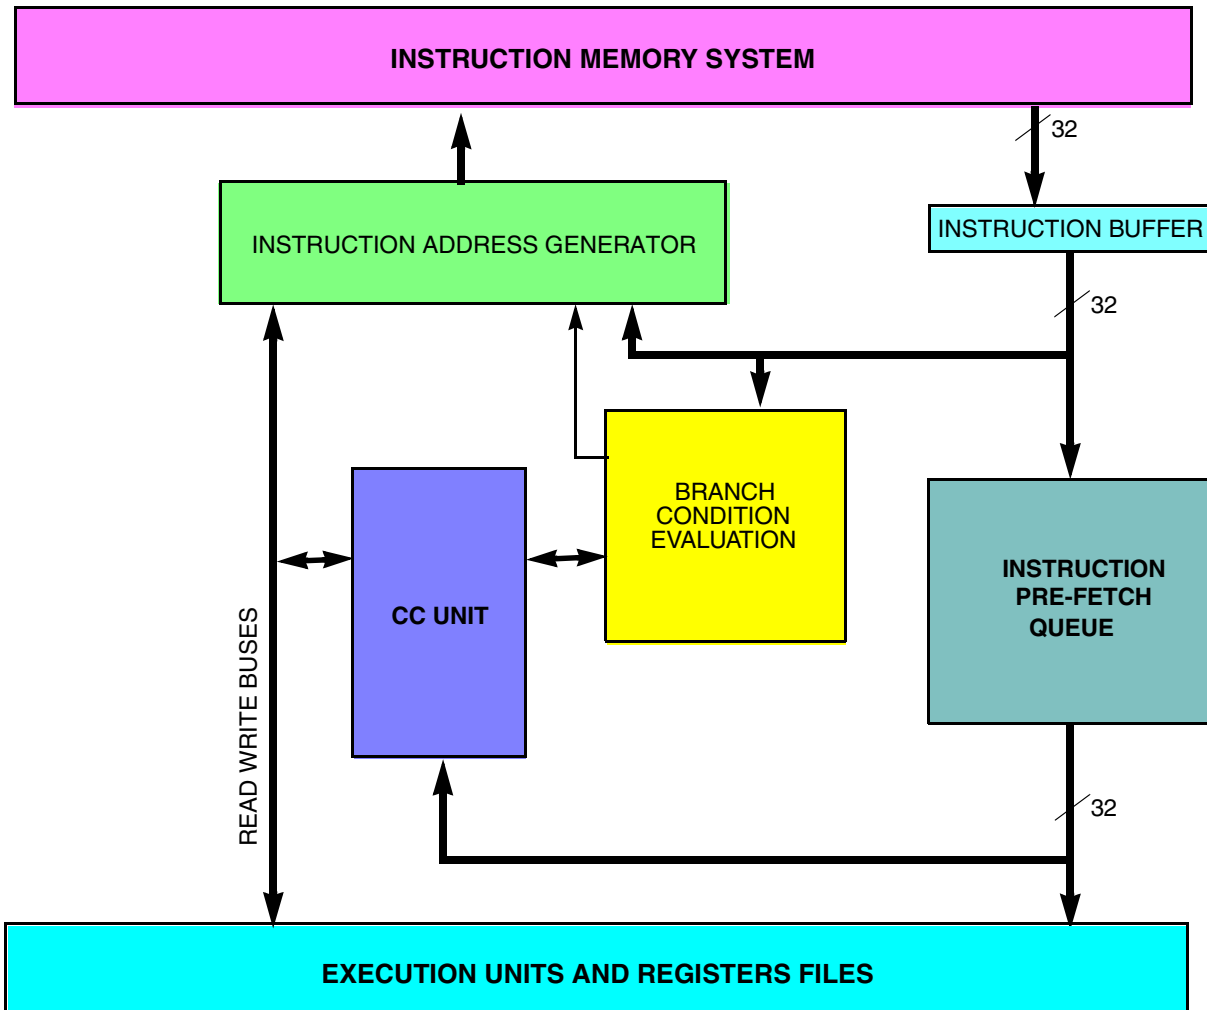 INSTRUCTION MEMORY SYSTEM
32
INSTRUCTION ADDRESS GENERATOR
INSTRUCTION BUFFER
32
BRANCH
CONDITION
EVALUATION
INSTRUCTION
PRE-FETCH
QUEUE
CC UNIT
READ WRITE BUSES
32
EXECUTION UNITS AND REGISTERS FILES